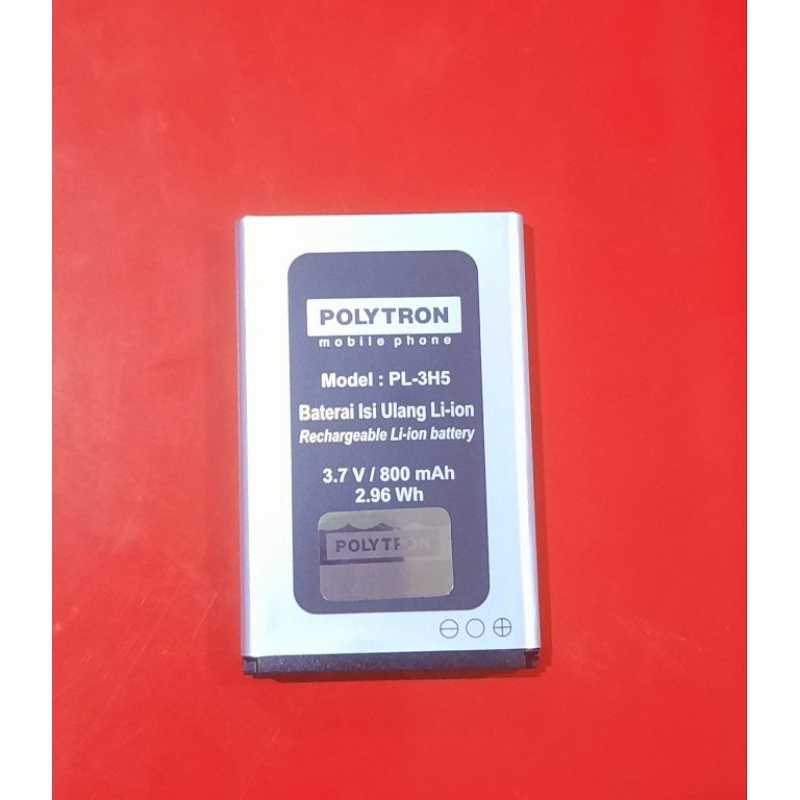 POLYTRON
mobile phone
Model : PL-3H5
Baterai Isi Ulang Li-ion
Rechargeable Li-ion battery
3.7 V / 800 mAh
2.96 Wh
POLYTRON